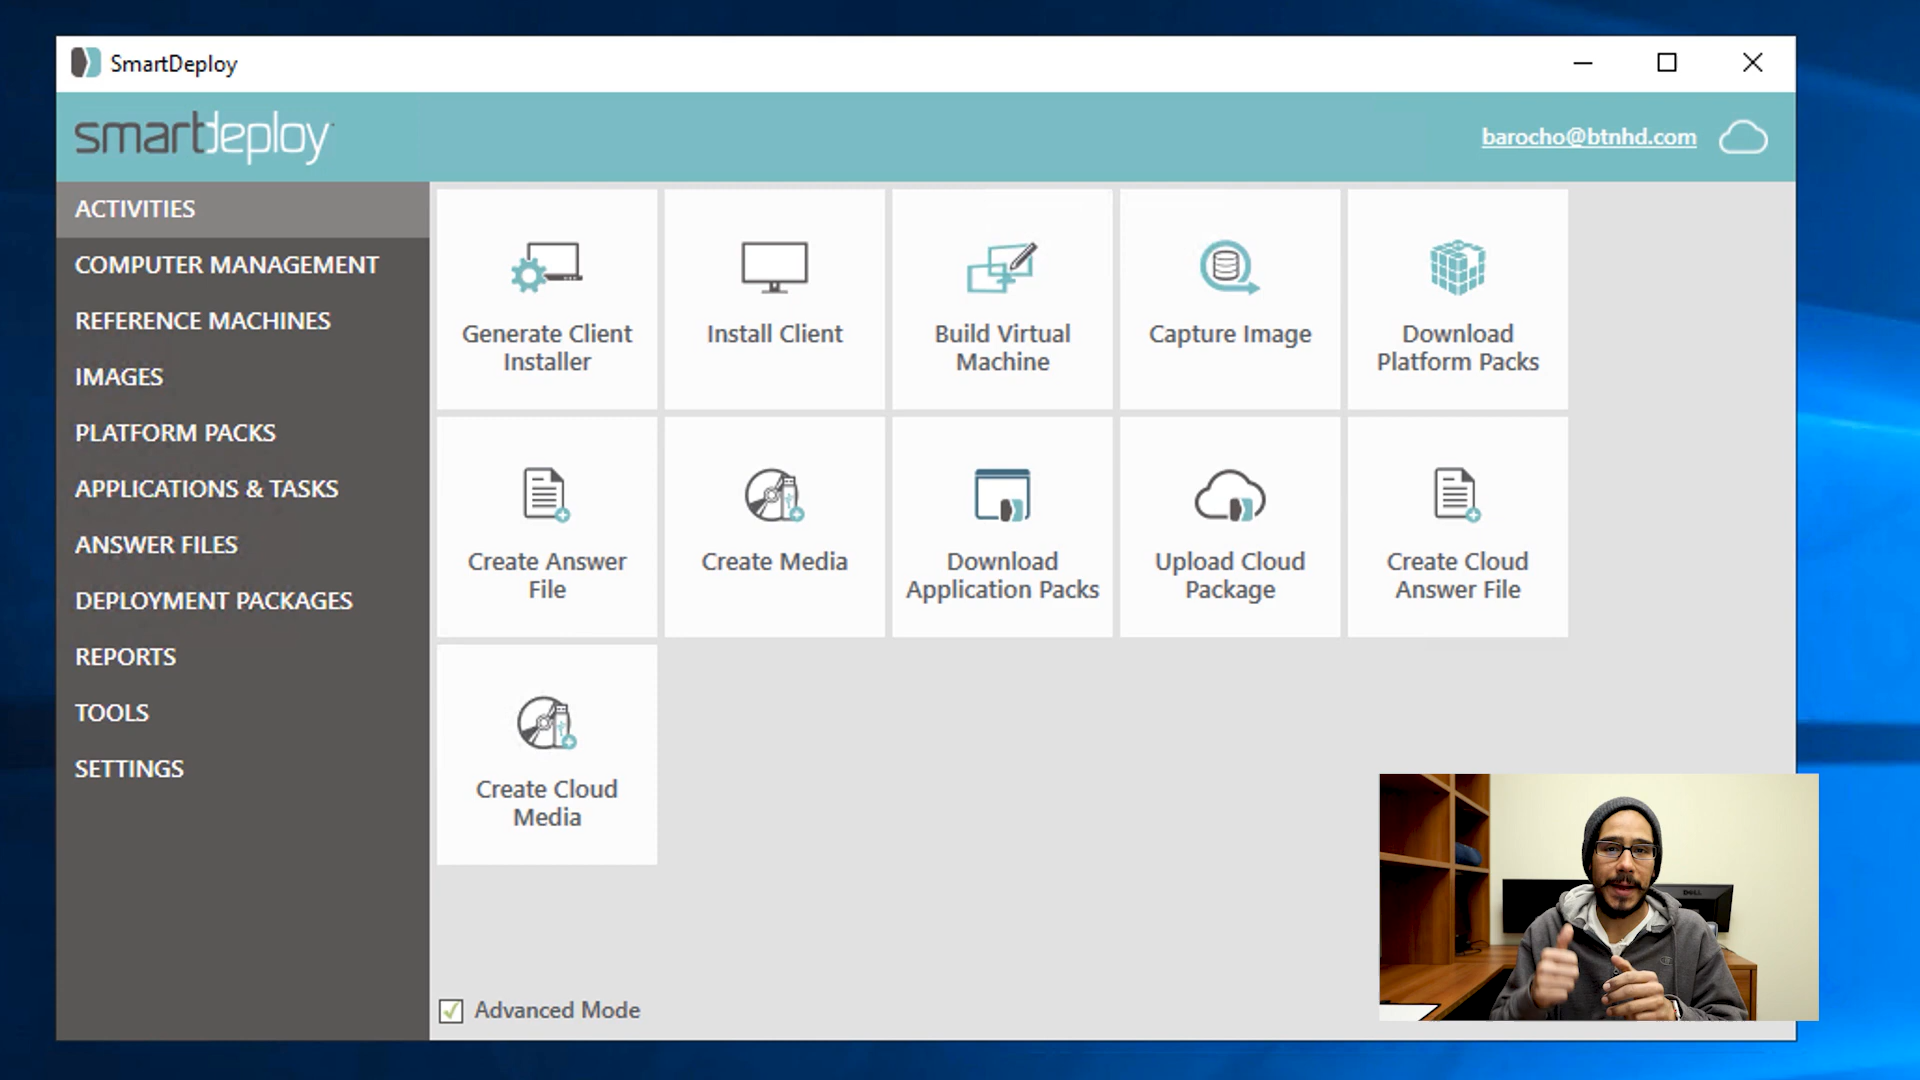 SmartDeploy
smartdeploy
barocho@btnhd.com
ACTIVITIES
COMPUTER MANAGEMENT
REFERENCE MACHINES
IMAGES
PLATFORM PACKS
APPLICATIONS & TASKS
ANSWER FILES
DEPLOYMENT PACKAGES
REPORTS
TOOLS
SETTINGS
Generate Client
Installer
Install Client
Build Virtual
Machine
Capture Image
Download
Platform Packs
Create Answer
File
Create Media
Download
Application Packs
Upload Cloud
Package
Create Cloud
Answer File
Create Cloud
Media
Advanced Mode
DELL